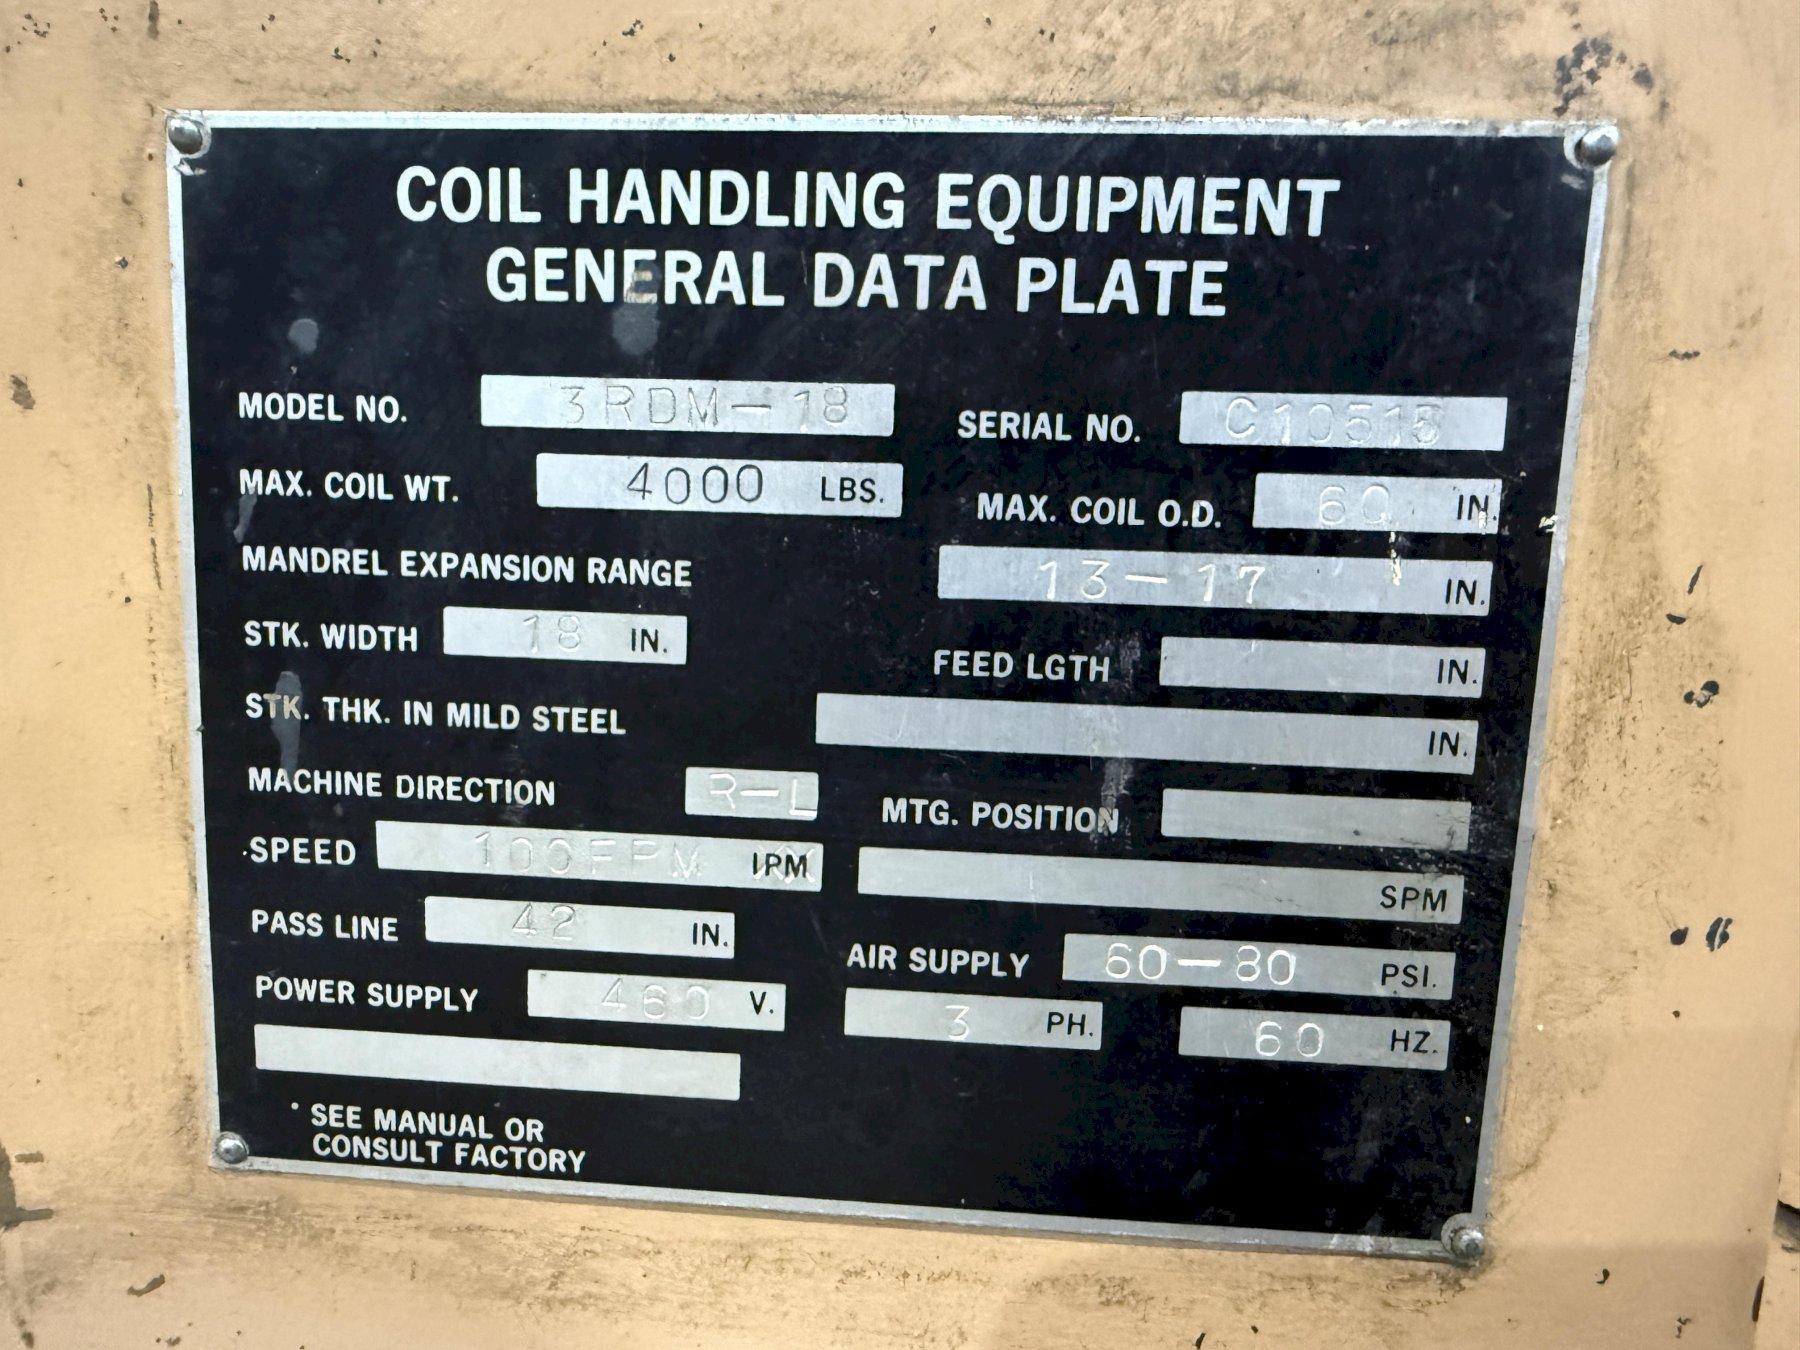 COIL HANDLING EQUIPMENT
GENERAL DATA PLATE
MODEL NO. 3RDM-18 SERIAL NO. C10515
MAX. COIL WT. 4000 LBS. MAX. COIL O.D. 60 IN.
MANDREL EXPANSION RANGE 13-17 IN.
STK. WIDTH 18 IN. FEED LGTH IN.
STK. THK. IN MILD STEEL IN.
MACHINE DIRECTION R-L MTG. POSITION
SPEED 100FPM IPM SPM
PASS LINE 42 IN. AIR SUPPLY 60-80 PSI.
POWER SUPPLY 460 V. 3 PH. 60 HZ.
SEE MANUAL OR
CONSULT FACTORY